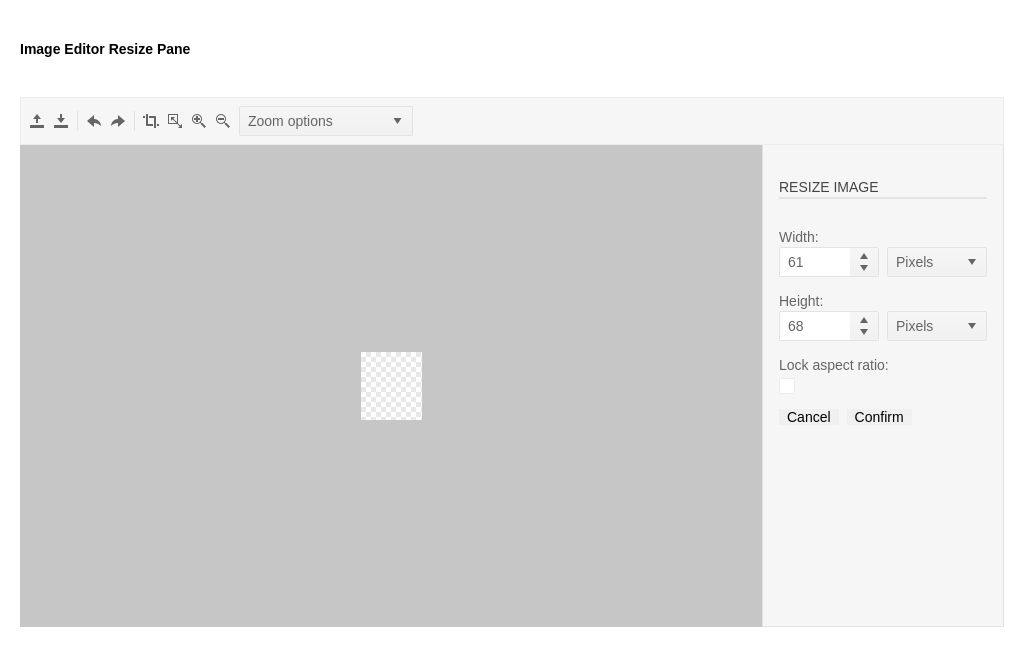 Image Editor Resize Pane
Zoom options
RESIZE IMAGE
Width:
61 Pixels
Height:
68 Pixels
Lock aspect ratio:
Cancel Confirm